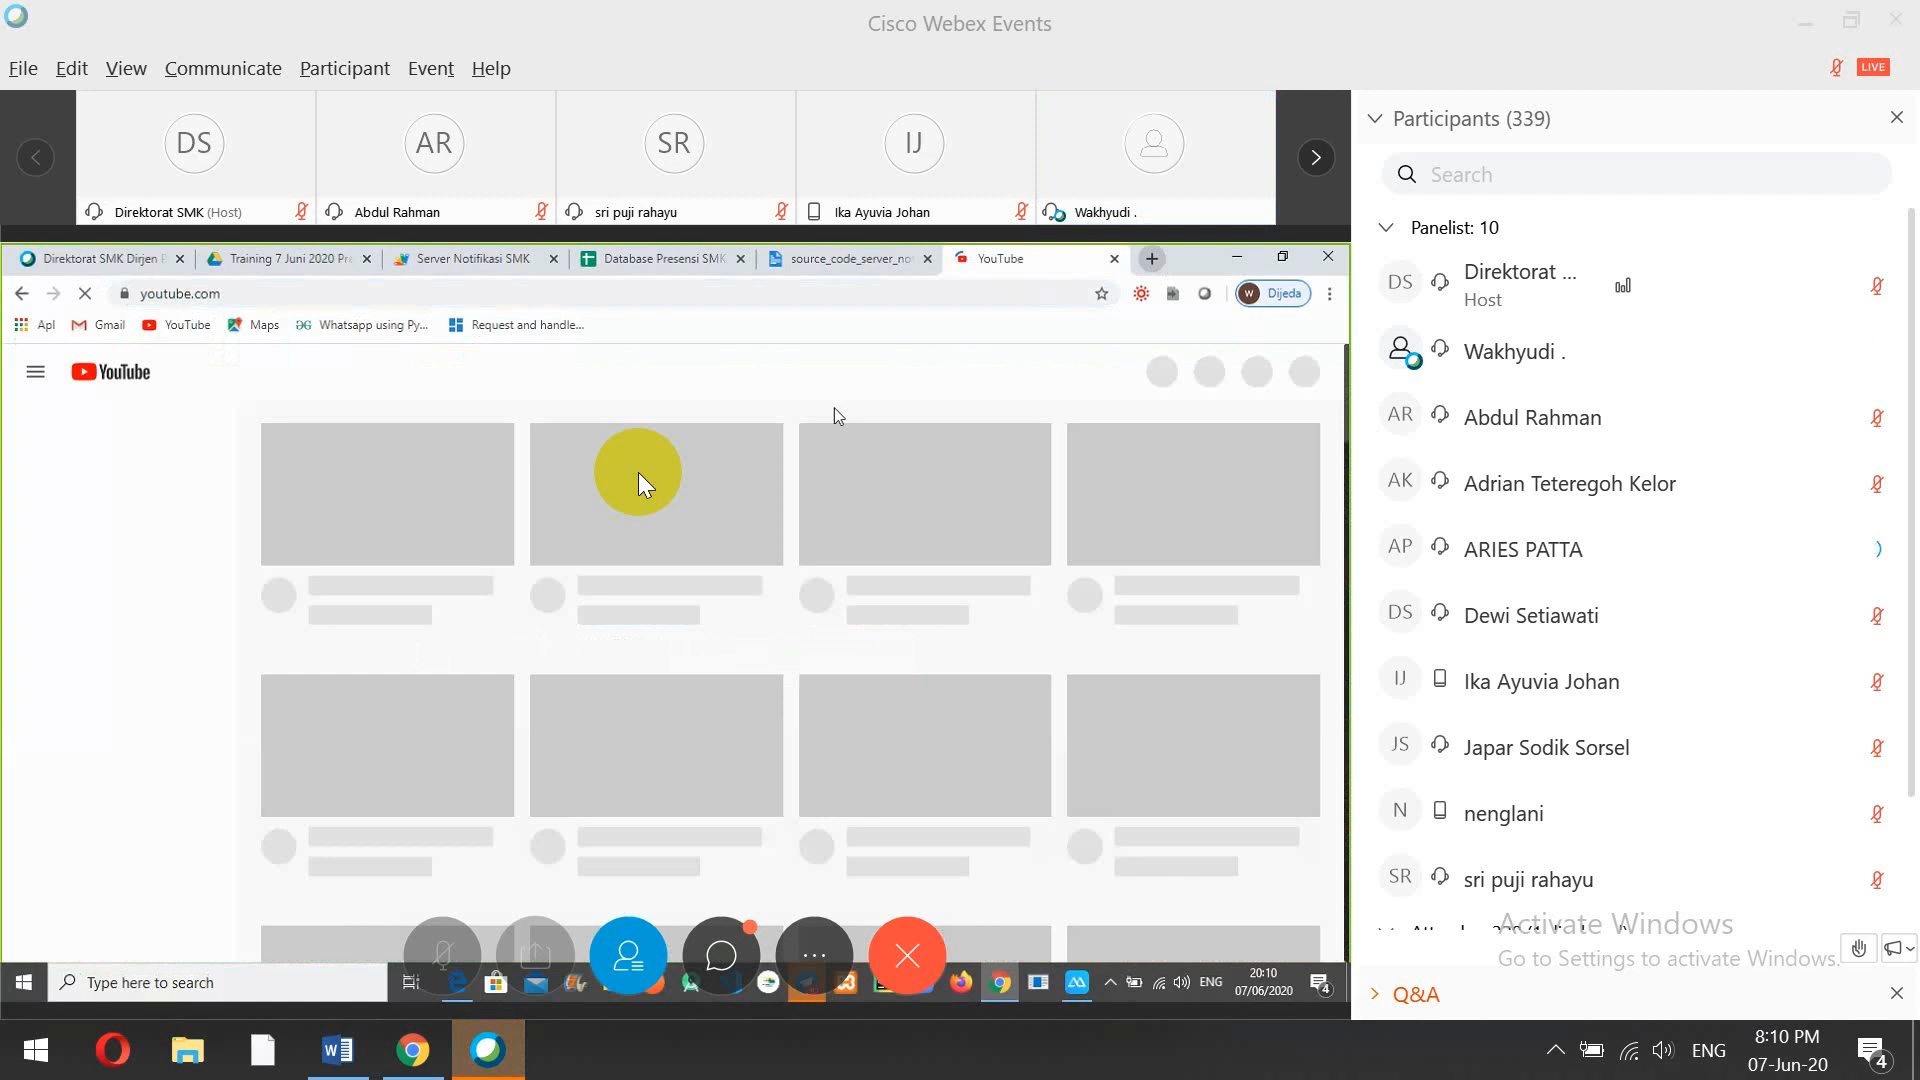 Cisco Webex Events
File Edit View Communicate Participant Event Help
LIVE
DS
AR
SR
IJ
Direktorat SMK (Host)
Abdul Rahman
sri puji rahayu
Ika Ayuvia Johan
Wakhyudi .
Direktorat SMK Dirjen P
Training 7 Juni 2020 Pre
Server Notifikasi SMK
Database Presensi SMK
source_code_server_no
YouTube
youtube.com
W Dijeda
Apl
Gmail
YouTube
Maps
Whatsapp using Py...
Request and handle...
YouTube
Type here to search
ENG
20:10
07/06/2020
4
Participants (339)
Search
Panelist: 10
DS Direktorat ...
Host
Wakhyudi .
AR Abdul Rahman
AK Adrian Teteregoh Kelor
AP ARIES PATTA
DS Dewi Setiawati
IJ Ika Ayuvia Johan
JS Japar Sodik Sorsel
N nenglani
SR sri puji rahayu
Activate Windows
Go to Settings to activate Windows.
Q&A
ENG
8:10 PM
07-Jun-20
4